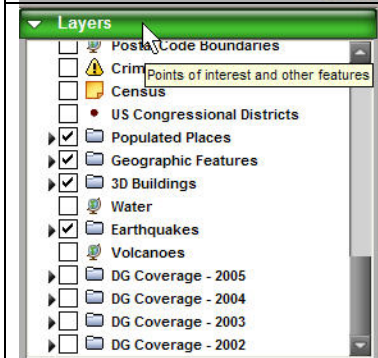 Layers
Postal Code Boundaries
Crim
Points of interest and other features
Census
US Congressional Districts
Populated Places
Geographic Features
3D Buildings
Water
Earthquakes
Volcanoes
DG Coverage - 2005
DG Coverage - 2004
DG Coverage - 2003
DG Coverage - 2002